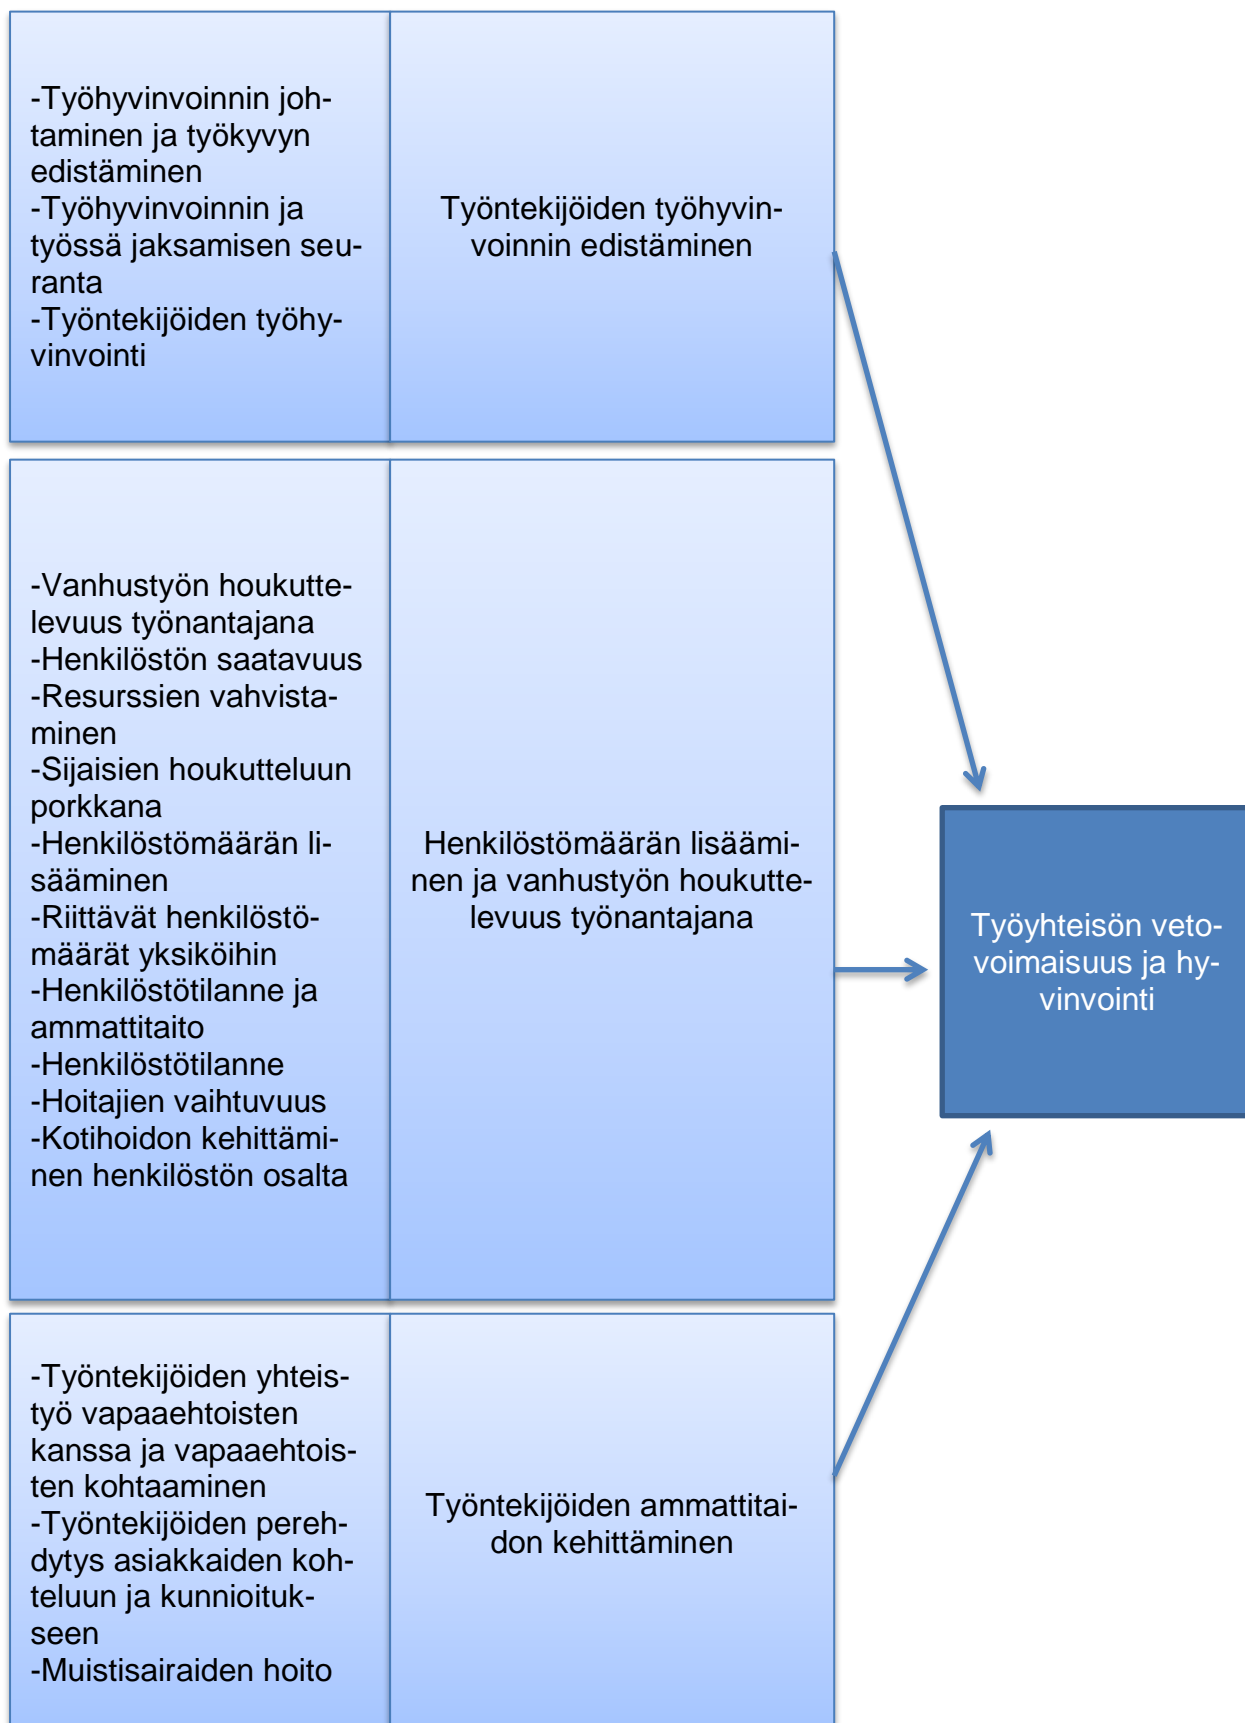 -Työhyvinvoinnin joh-
taminen ja työkyvyn
edistäminen
-Työhyvinvoinnin ja
työssä jaksamisen seu-
ranta
-Työntekijöiden työhy-
vinvointi
Työntekijöiden työhyvin-
voinnin edistäminen
-Vanhustyön houkutte-
levuus työnantajana
-Henkilöstön saatavuus
-Resurssien vahvista-
minen
-Sijaisien houkutteluun
porkkana
-Henkilöstömäärän li-
sääminen
-Riittävät henkilöstö-
määrät yksiköihin
-Henkilöstötilanne ja
ammattitaito
-Henkilöstötilanne
-Hoitajien vaihtuvuus
-Kotihoidon kehittämi-
nen henkilöstön osalta
Henkilöstömäärän lisäämi-
nen ja vanhustyön houkutte-
levuus työnantajana
Työyhteisön veto-
voimaisuus ja hy-
vinvointi
-Työntekijöiden yhteis-
työ vapaaehtoisten
kanssa ja vapaaehtois-
ten kohtaaminen
-Työntekijöiden pereh-
dytys asiakkaiden koh-
teluun ja kunnioituk-
seen
-Muistisairaiden hoito
Työntekijöiden ammattitai-
don kehittäminen